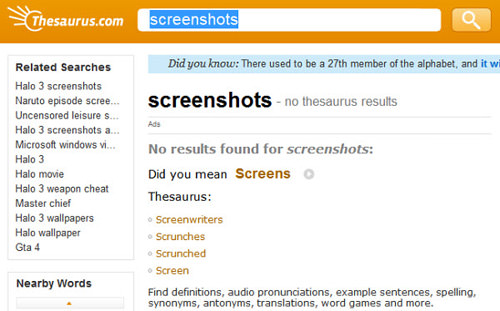 Thesaurus.com
screenshots
Related Searches
Halo 3 screenshots
Naruto episode scree...
Uncensored leisure s...
Halo 3 screenshots a...
Microsoft windows vi...
Halo 3
Halo movie
Halo 3 weapon cheat
Master chief
Halo 3 wallpapers
Halo wallpaper
Gta 4
Nearby Words
Did you know: There used to be a 27th member of the alphabet, and it wi
screenshots - no thesaurus results
Ads
No results found for screenshots:
Did you mean Screens
Thesaurus:
Screenwriters
Scrunches
Scrunched
Screen
Find definitions, audio pronunciations, example sentences, spelling,
synonyms, antonyms, translations, word games and more.